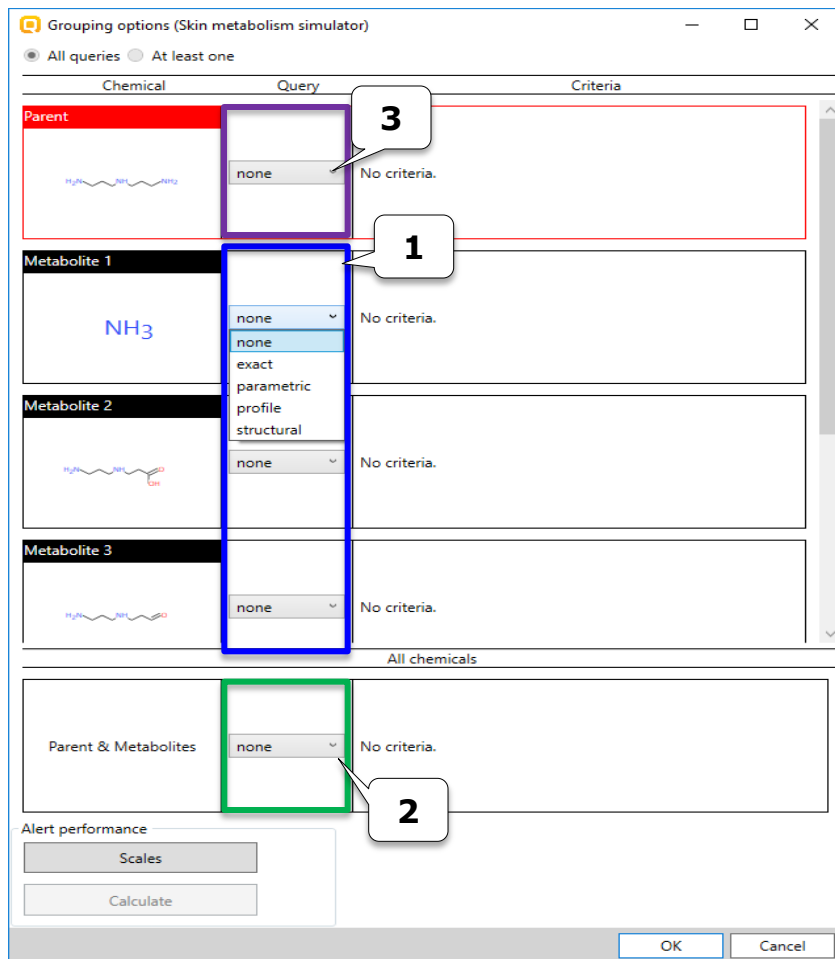 Grouping options (Skin metabolism simulator)
All queries At least one
Chemical Query Criteria
Parent
3
H2N NH NH2
none
No criteria.
1
Metabolite 1
NH3
none
No criteria.
none
exact
parametric
profile
structural
Metabolite 2
H2N NH O
OH
none
No criteria.
Metabolite 3
H2N NH O
none
No criteria.
All chemicals
Parent & Metabolites
none
No criteria.
2
Alert performance
Scales
Calculate
OK Cancel